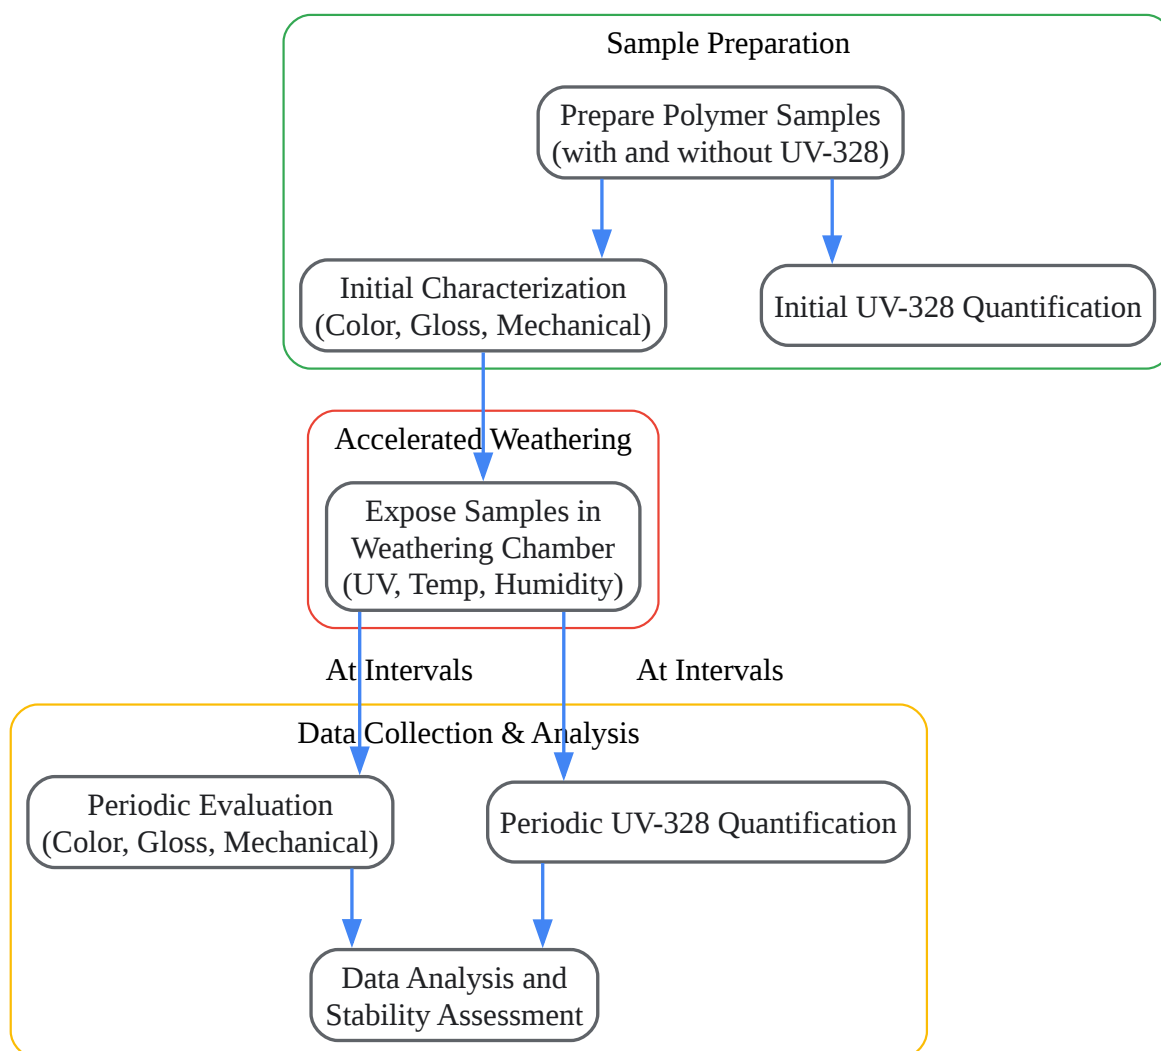 Sample Preparation
Prepare Polymer Samples
(with and without UV-328)
Initial Characterization
(Color, Gloss, Mechanical)
Initial UV-328 Quantification
Accelerated Weathering
Expose Samples in
Weathering Chamber
(UV, Temp, Humidity)
At Intervals
At Intervals
Data Collection & Analysis
Periodic Evaluation
(Color, Gloss, Mechanical)
Periodic UV-328 Quantification
Data Analysis and
Stability Assessment